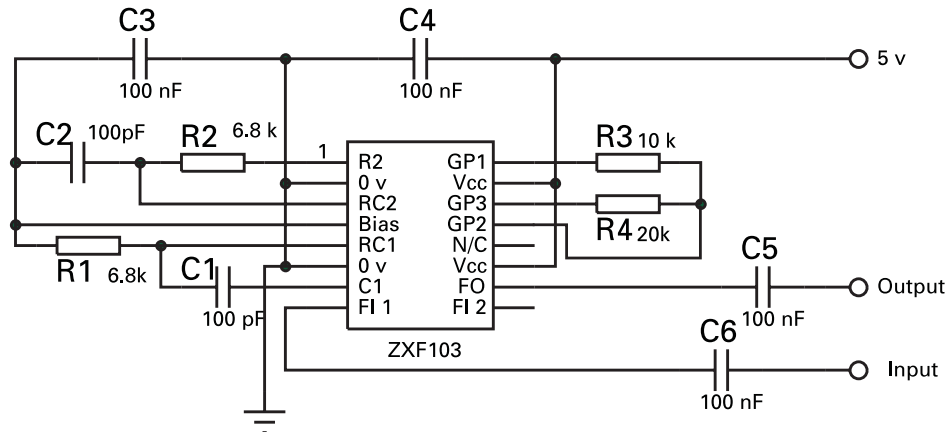 C3
100 nF
C4
100 nF
5 v
C2 100pF
R2 6.8 k
1
R2
0 v
RC2
Bias
RC1
0 v
C1
FI 1
GP1
Vcc
GP3
GP2
N/C
Vcc
FO
FI 2
ZXF103
R3 10 k
R4 20k
R1 6.8k
C1
100 pF
C5
100 nF
Output
C6
100 nF
Input